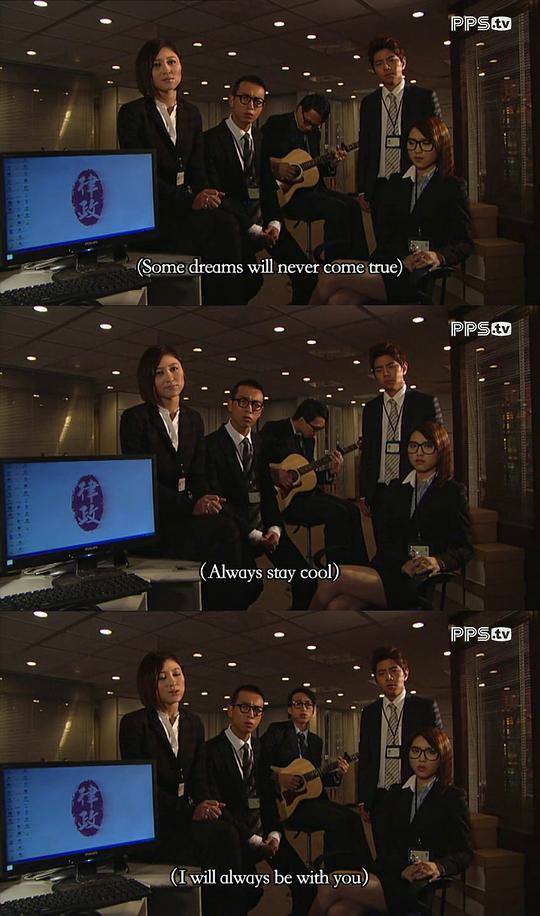 PPS.tv
律
政
(Some dreams will never come true)
PPS.tv
律
政
(Always stay cool)
PPS.tv
律
政
(I will always be with you)